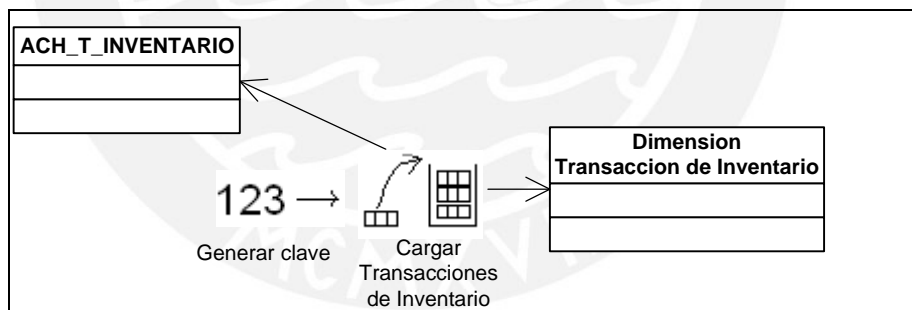 ACH_T_INVENTARIO
Dimension
Transaccion de Inventario
123
Generar clave
Cargar
Transacciones
de Inventario